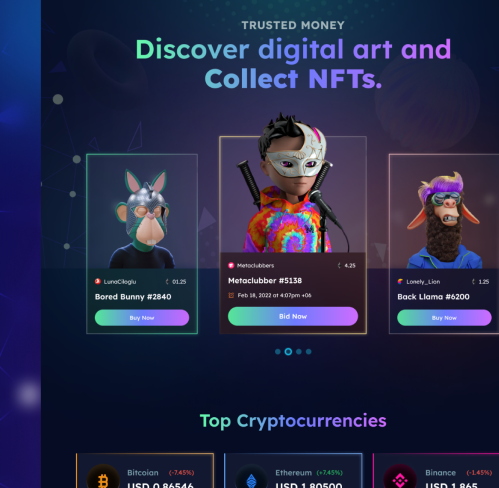 TRUSTED MONEY
Discover digital art and
Collect NFTs.
LunaCiloglu 01.25
Bored Bunny #2840
Buy Now
Metaclubbers 4.25
Metaclubber #5138
Feb 18, 2022 at 4:07pm +06
Bid Now
Lonely_Lion 1.25
Back Llama #6200
Buy Now
Top Cryptocurrencies
Bitcoian (-7.45%)
USD 0.86546
Ethereum (+7.45%)
USD 1.80500
Binance (-1.45%)
USD 1.865